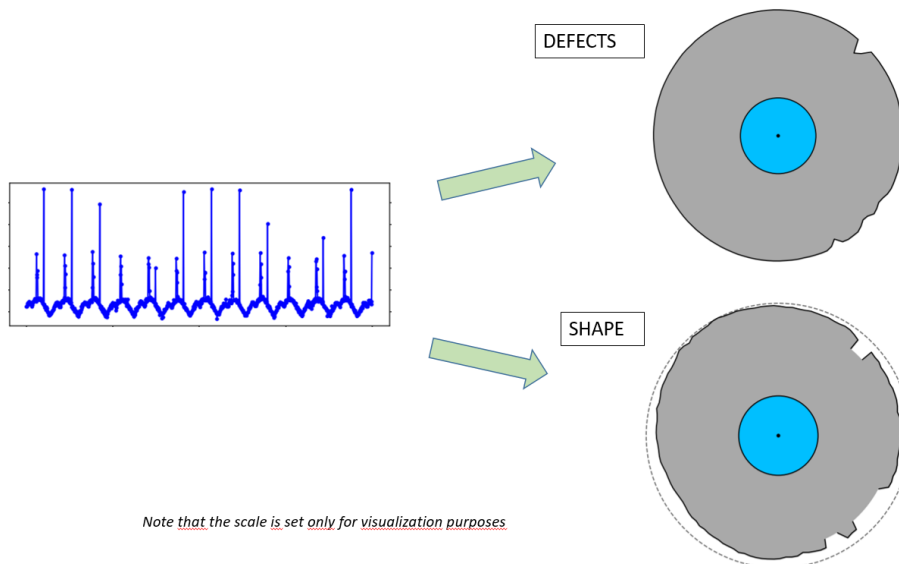 DEFECTS
SHAPE
Note that the scale is set only for visualization purposes